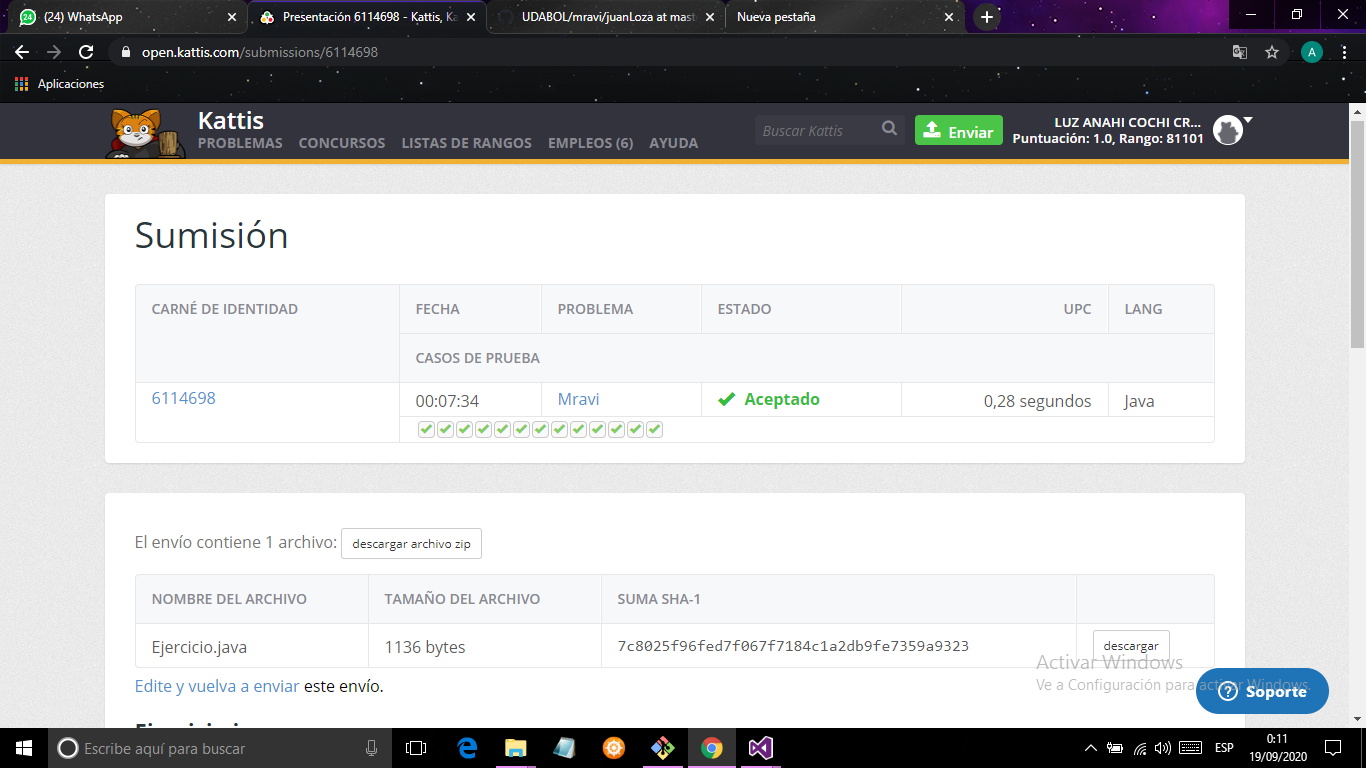 24 (24) WhatsApp
Presentación 6114698 - Kattis, Ka
UDABOL/mravi/juanLoza at mast
Nueva pestaña
open.kattis.com/submissions/6114698
A
Aplicaciones
Kattis
PROBLEMAS CONCURSOS LISTAS DE RANGOS EMPLEOS (6) AYUDA
Buscar Kattis
Enviar
LUZ ANAHI COCHI CR...
Puntuación: 1.0, Rango: 81101
Sumisión
CARNÉ DE IDENTIDAD FECHA PROBLEMA ESTADO UPC LANG
CASOS DE PRUEBA
6114698 00:07:34 Mravi Aceptado 0,28 segundos Java
El envío contiene 1 archivo: descargar archivo zip
NOMBRE DEL ARCHIVO TAMAÑO DEL ARCHIVO SUMA SHA-1
Ejercicio.java 1136 bytes 7c8025f96fed7f067f7184c1a2db9fe7359a9323 descargar
Activar Windows
Ve a Configuración para activar Windows.
Edite y vuelva a enviar este envío.
Soporte
Escribe aquí para buscar
ESP
0:11
19/09/2020